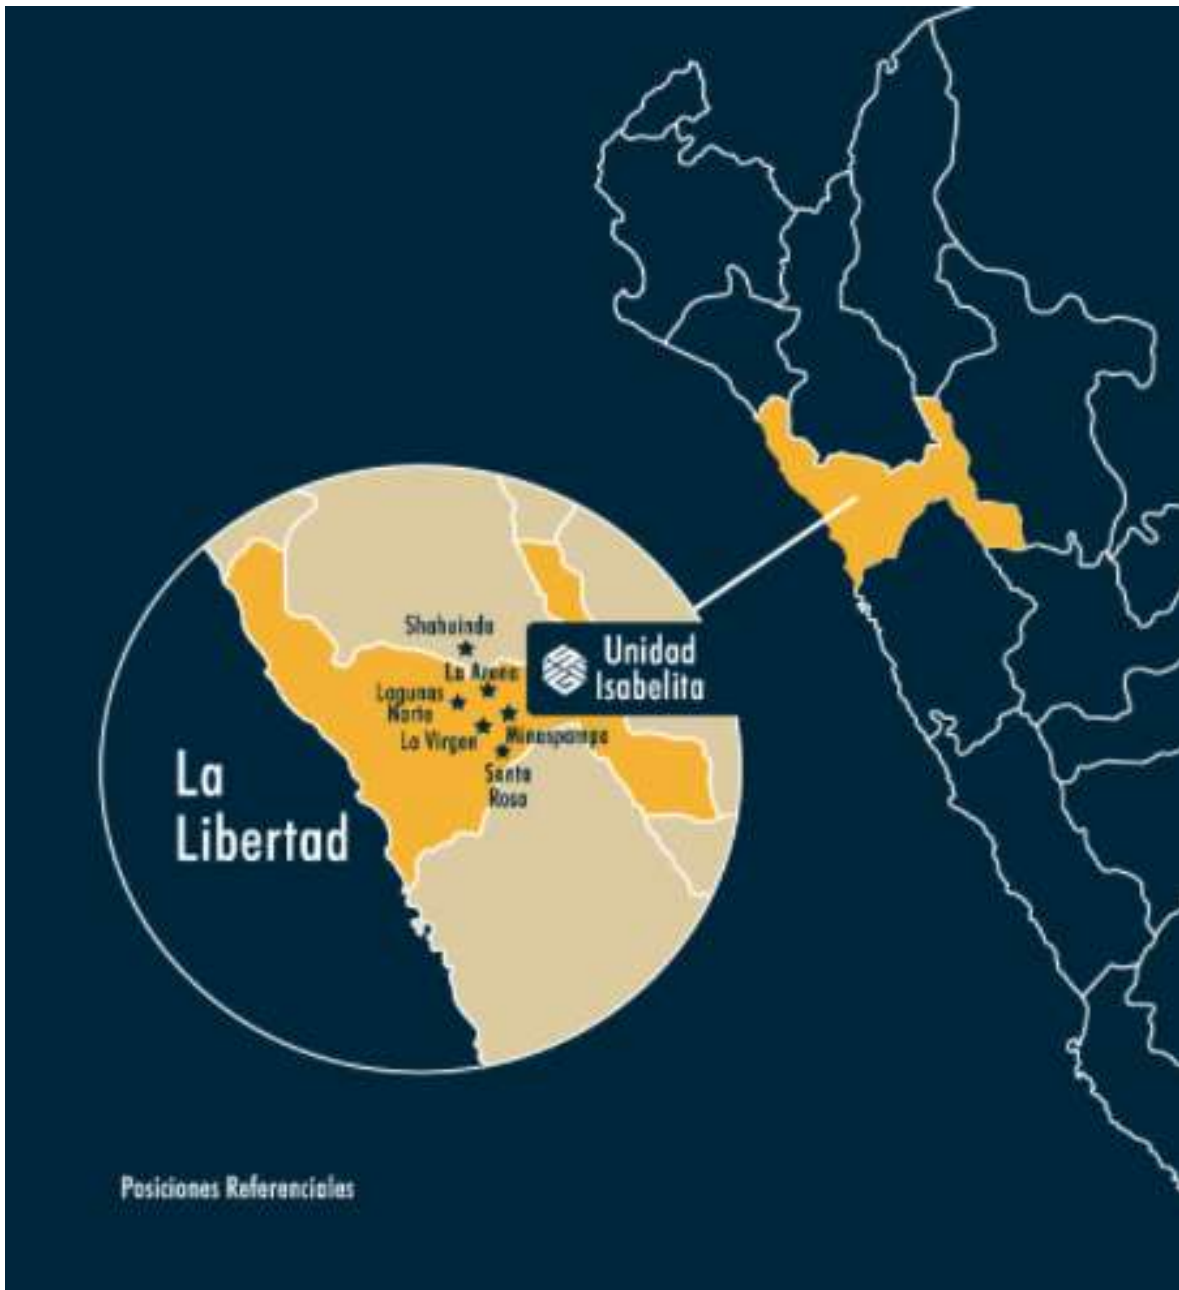 Shahuindo
La Arena
Lagunas
Norte
La Virgen
Minaspampa
Santa
Rosa
Unidad
Isabelita
La
Libertad
Posiciones Referenciales